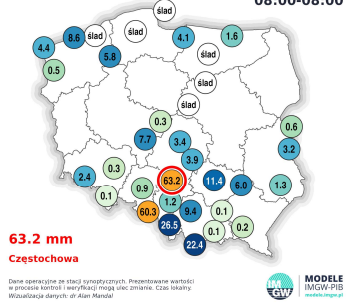 08:00-08:00
ślad
8.6 ślad ślad 4.1 1.6
4.4
5.8 ślad
0.5
ślad
ślad
0.3 0.6
7.7 3.4
3.9 3.2
0.3
2.4 63.2 11.4 6.0 1.3
0.1 0.9
1.2
60.3 9.4 0.1
26.5 0.1 0.2
22.4
63.2 mm
Częstochowa
Dane operacyjne ze stacji synoptycznych. Prezentowane wartości
w procesie kontroli i weryfikacji mogą ulec zmianie. Czas lokalny.
Wizualizacja danych: dr Alan Mandal
IM
GW
MODELE
IMGW-PIB
modele.imgw.pl